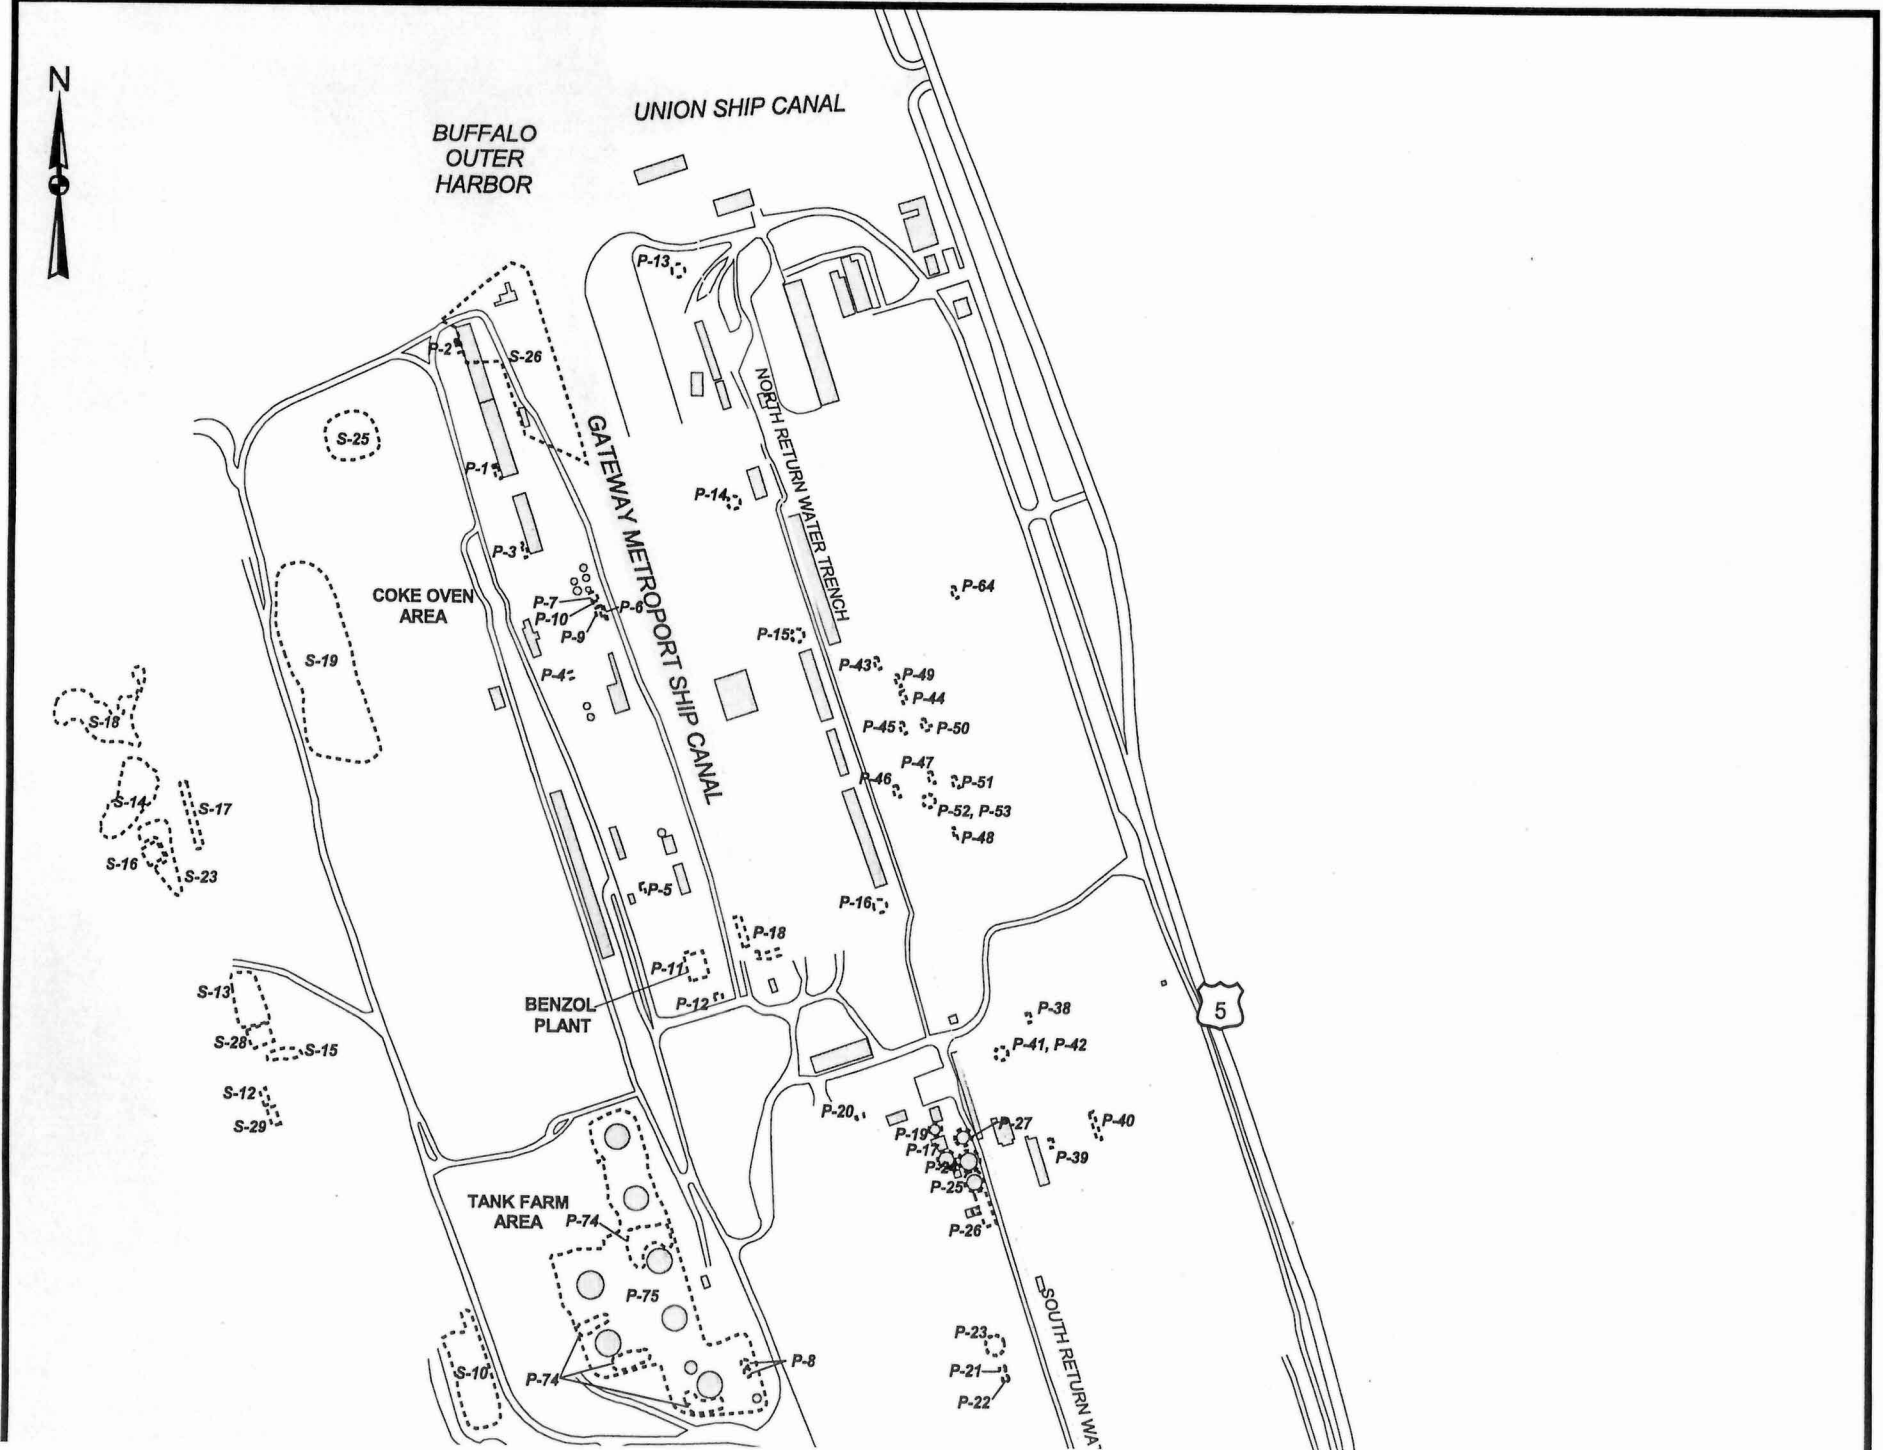 N
UNION SHIP CANAL
BUFFALO
OUTER
HARBOR
P-13
P-2
S-26
NORTH RETURN WATER TRENCH
S-25
GATEWAY METROPORT SHIP CANAL
P-1
P-14
P-3
COKE OVEN
AREA
P-7
P-6
P-10
P-9
P-64
P-15
S-19
P-4
P-43
P-49
P-44
S-18
P-45
P-50
P-47
P-46
P-51
S-14
S-17
P-52, P-53
P-48
S-16
S-23
P-5
P-16
P-18
P-11
S-13
P-12
BENZOL
PLANT
5
P-38
S-28
S-15
P-41, P-42
S-12
S-29
P-20
P-19
P-27
P-40
P-17
P-39
P-24
P-25
TANK FARM
AREA
P-74
P-26
P-75
SOUTH RETURN WAT
P-23
P-8
S-10
P-74
P-21
P-22